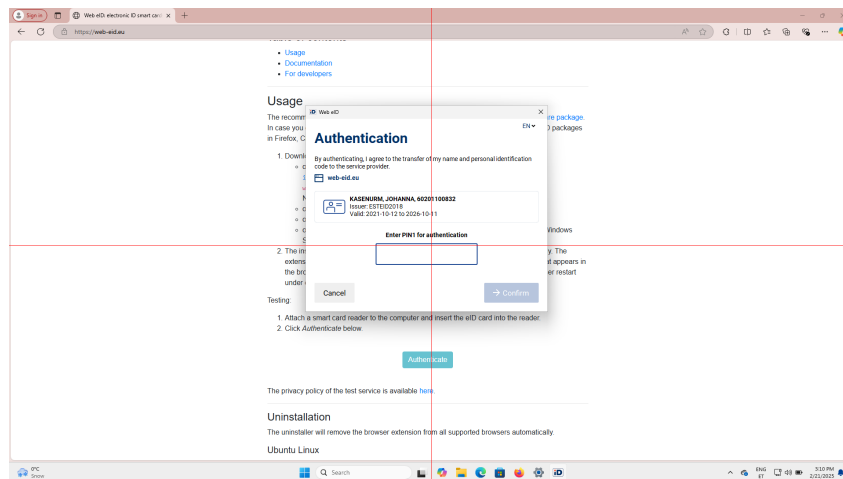 Sign in
Web eID: electronic ID smart car
https://web-eid.eu
Usage
Documentation
For developers
Usage
The recomm
re package.
In case you
D packages
in Firefox, C
1. Downl
Windows
2. The in
y. The
extens
at appears in
the bro
er restart
under
Testing:
1. Attach a smart card reader to the computer and insert the eID card into the reader.
2. Click Authenticate below.
Authenticate
The privacy policy of the test service is available here.
Uninstallation
The uninstaller will remove the browser extension from all supported browsers automatically.
Ubuntu Linux
iD Web eID
EN
Authentication
By authenticating, I agree to the transfer of my name and personal identification
code to the service provider.
web-eid.eu
KASENURM, JOHANNA, 60201100832
Issuer: ESTEID2018
Valid: 2021-10-12 to 2026-10-11
Enter PIN1 for authentication
Cancel
Confirm
0°C
Snow
Search
iD
ENG
ET
3:10 PM
2/21/2025